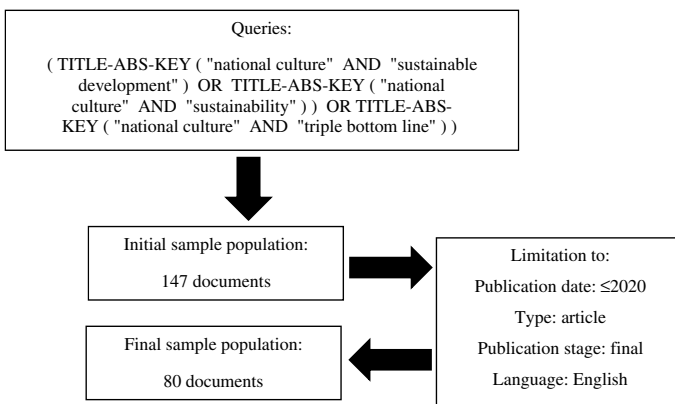 Queries:
( TITLE-ABS-KEY ( "national culture" AND "sustainable
development" ) OR TITLE-ABS-KEY ( "national
culture" AND "sustainability" ) ) OR TITLE-ABS-
KEY ( "national culture" AND "triple bottom line" ) )
Initial sample population:
147 documents
Limitation to:
Publication date: ≤2020
Type: article
Publication stage: final
Language: English
Final sample population:
80 documents